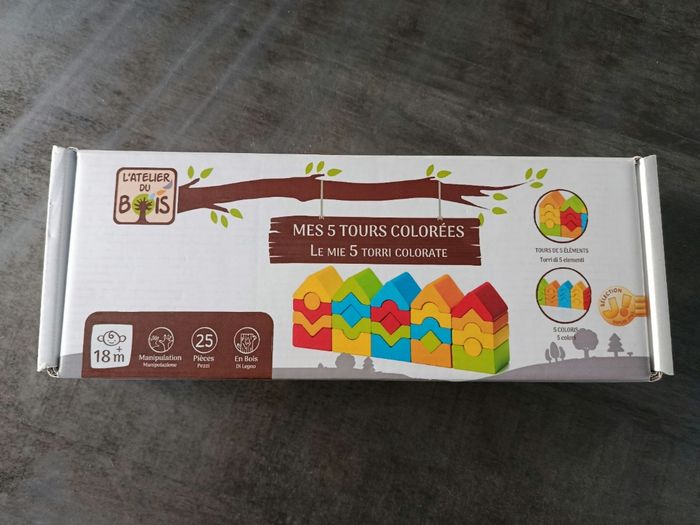 L'ATELIER
DU
BOIS
MES 5 TOURS COLORÉES
LE MIE 5 TORRI COLORATE
TOURS DE 5 ÉLÉMENTS
Torri di 5 elementi
SÉLECTION
J!
5 COLORIS
5 colori
+
18 m
Manipulation
Manipolazione
25
Pièces
Pezzi
En Bois
Di Legno